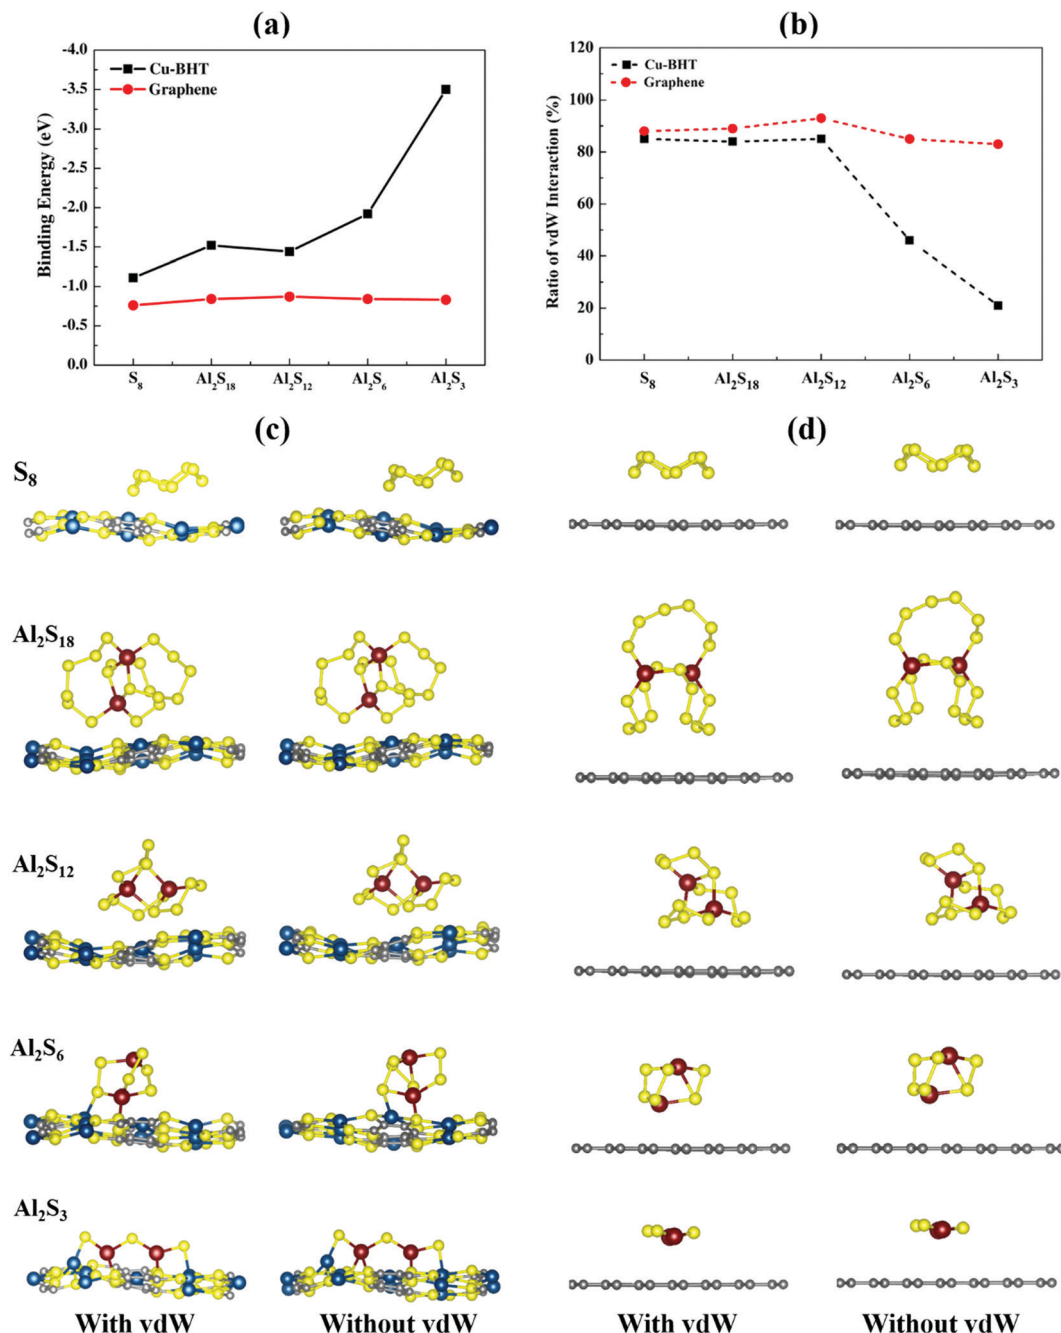 (a)
-4.0
-3.5
-3.0
-2.5
-2.0
-1.5
-1.0
-0.5
0.0
Binding Energy (eV)
Cu-BHT
Graphene
S₈
Al₂S₁₈
Al₂S₁₂
Al₂S₆
Al₂S₃
(b)
120
100
80
60
40
20
0
Ratio of vdW Interaction (%)
Cu-BHT
Graphene
S₈
Al₂S₁₈
Al₂S₁₂
Al₂S₆
Al₂S₃
(c)
(d)
S₈
Al₂S₁₈
Al₂S₁₂
Al₂S₆
Al₂S₃
With vdW
Without vdW
With vdW
Without vdW